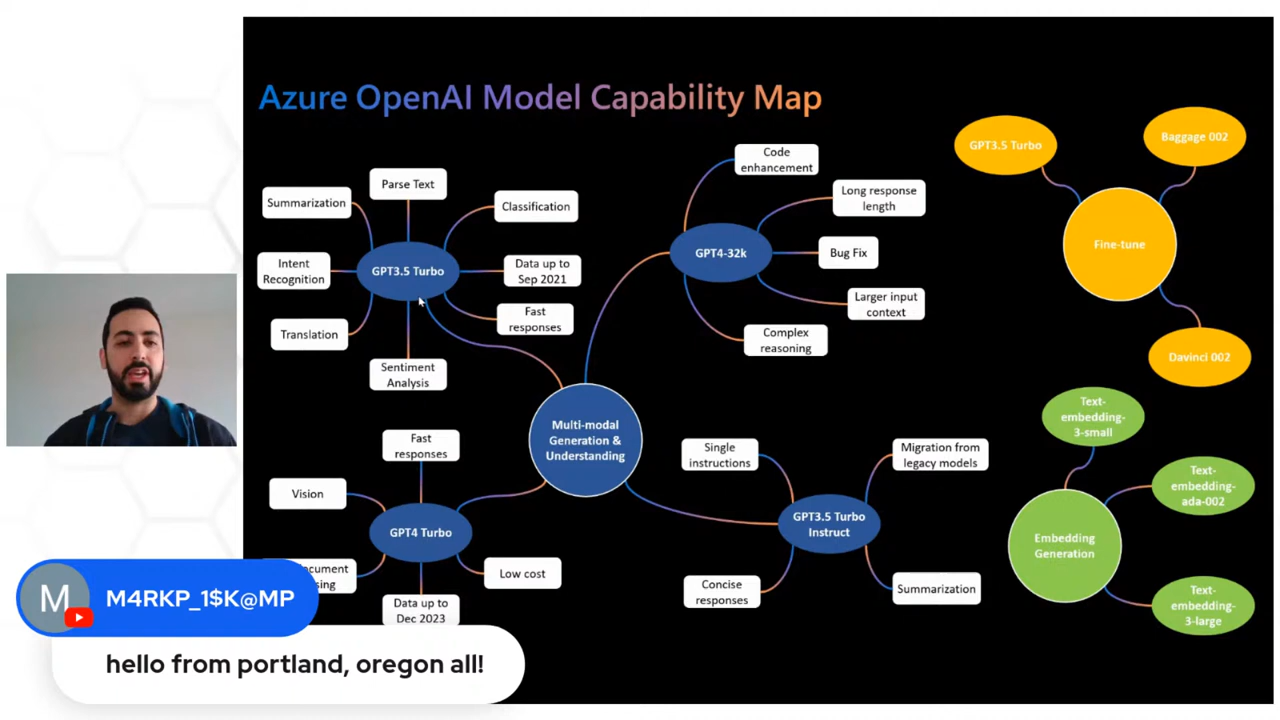 Azure OpenAI Model Capability Map
Parse Text
Summarization
Classification
Intent
Recognition
GPT3.5 Turbo
Data up to
Sep 2021
Translation
Fast
responses
Sentiment
Analysis
Code
enhancement
Long response
length
GPT4-32k
Bug Fix
Larger input
context
Complex
reasoning
GPT3.5 Turbo
Baggage 002
Fine-tune
Davinci 002
Multi-modal
Generation &
Understanding
Fast
responses
Vision
GPT4 Turbo
Low cost
Data up to
Dec 2023
Single
instructions
Migration from
legacy models
GPT3.5 Turbo
Instruct
Concise
responses
Summarization
Text-
embedding-
3-small
Text-
embedding-
ada-002
Embedding
Generation
Text-
embedding-
3-large
M
M4RKP_1$K@MP
hello from portland, oregon all!